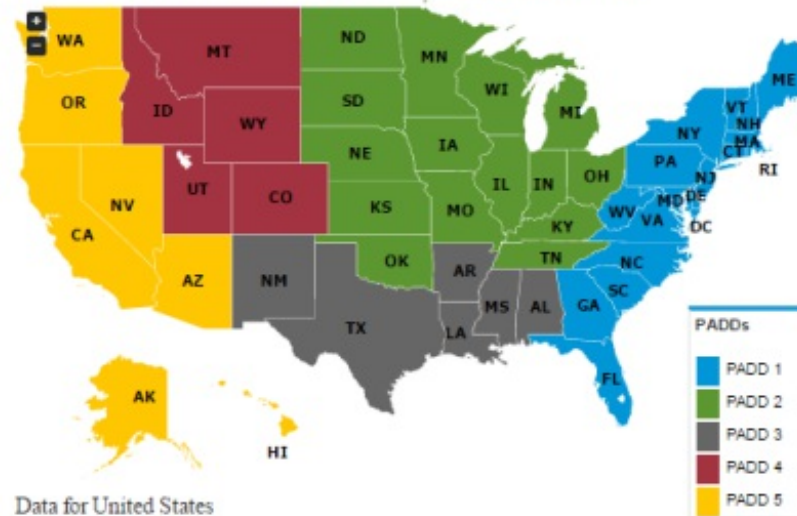 +
−
WA
MT
ND
MN
ME
OR
ID
SD
WI
MI
VT
NH
NY
MA
WY
IA
CT
RI
NE
PA
NJ
NV
UT
CO
IL
IN
OH
MD
DE
KS
MO
WV
VA
DC
CA
KY
AZ
NM
OK
AR
TN
NC
SC
TX
MS
AL
GA
LA
FL
AK
HI
PADDs
PADD 1
PADD 2
PADD 3
PADD 4
PADD 5
Data for United States